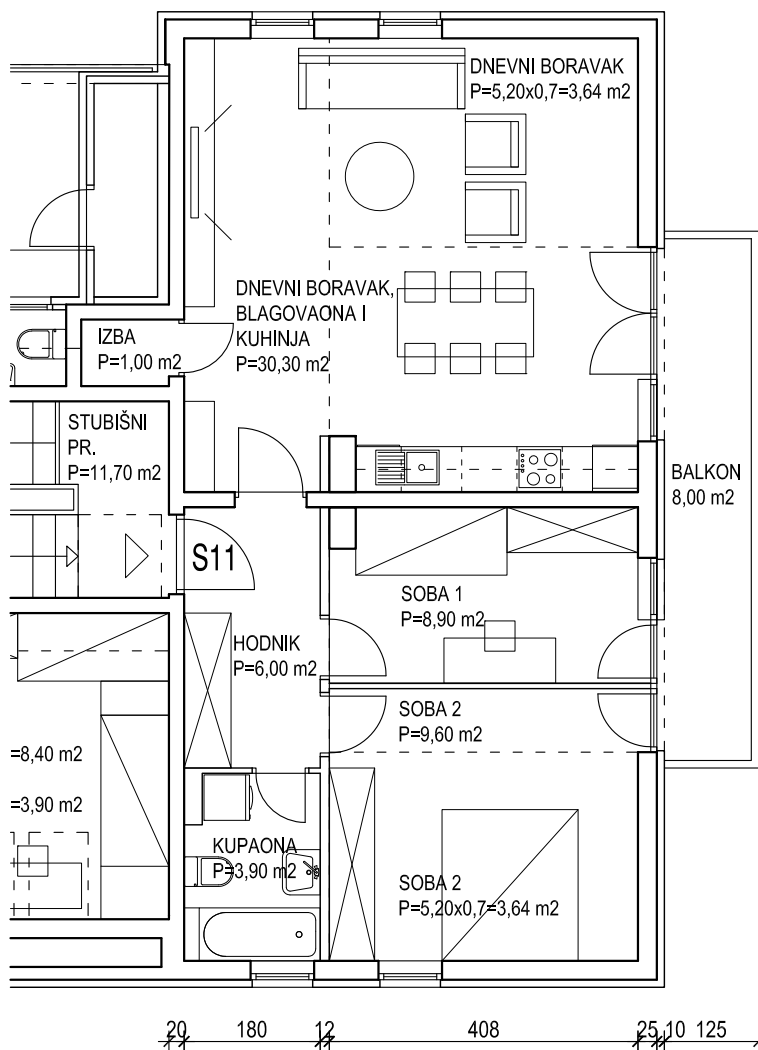 DNEVNI BORAVAK
P=5,20x0,7=3,64 m2
DNEVNI BORAVAK,
BLAGOVAONA I
KUHINJA
P=30,30 m2
IZBA
P=1,00 m2
STUBIŠNI
PR.
P=11,70 m2
BALKON
8,00 m2
S11
SOBA 1
P=8,90 m2
HODNIK
P=6,00 m2
SOBA 2
P=9,60 m2
=8,40 m2
=3,90 m2
KUPAONA
P=3,90 m2
SOBA 2
P=5,20x0,7=3,64 m2
20 180 12 408 25 10 125